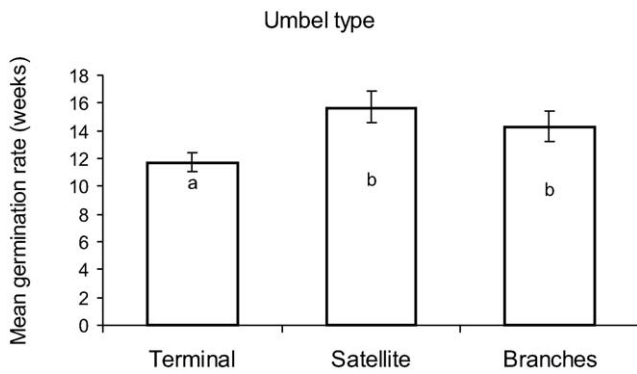 Umbel type
Mean germination rate (weeks)
18
16
14
12
10
8
6
4
2
0
a
b
b
Terminal Satellite Branches